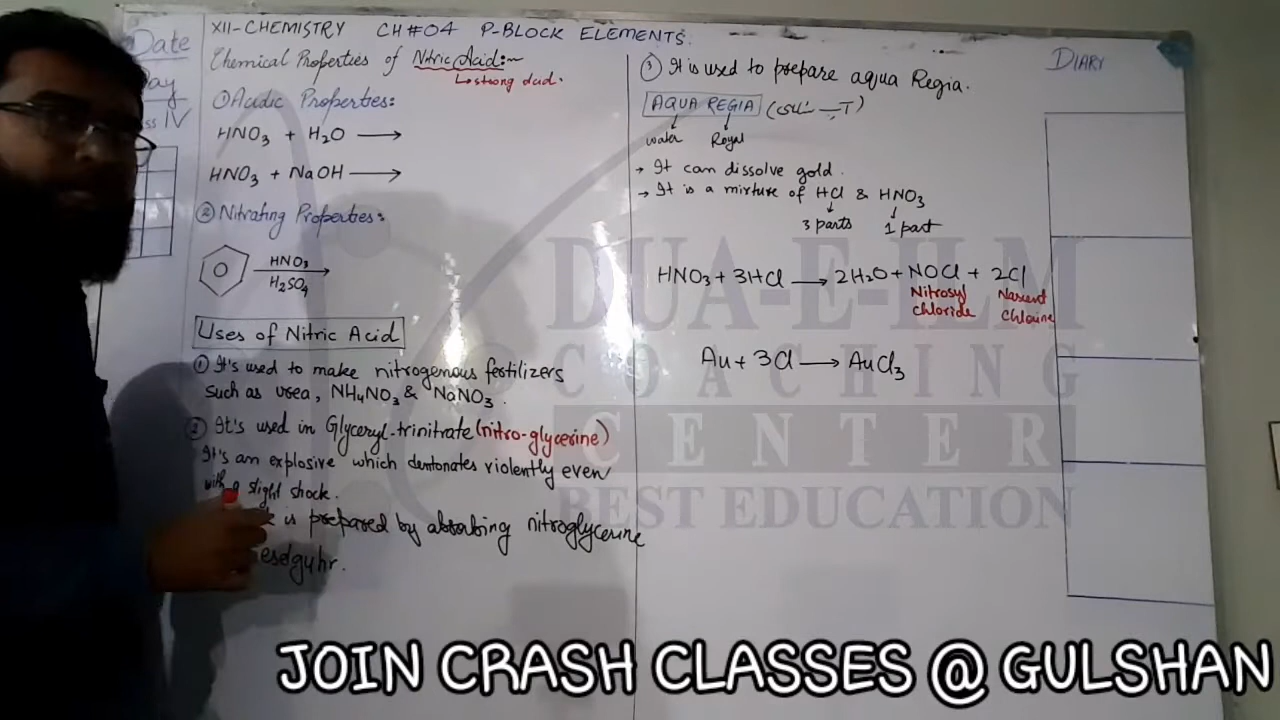 Date
Day
IV
XII-CHEMISTRY CH#04 P-BLOCK ELEMENTS.
Chemical Properties of Nitric Acid:~
↳strong acid.
① Acidic Properties:
HNO₃ + H₂O ⟶
HNO₃ + NaOH ⟶
② Nitrating Properties:
HNO₃
H₂SO₄
Uses of Nitric Acid
① It's used to make nitrogenous fertilizers
such as urea, NH₄NO₃ & NaNO₃.
② It's used in Glyceryl-trinitrate (nitro-glycerine)
It's an explosive which dentonates violently even
with a slight shock.
is prepared by absorbing nitroglycerine
eselguhr.
③ It is used to prepare aqua Regia.
AQUA REGIA
water Royal
→ It can dissolve gold.
→ It is a mixture of HCl & HNO₃
3 parts 1 part
HNO₃ + 3HCl ⟶ 2H₂O + NOCl + 2Cl
Nitrosyl Nascent
chloride Chlorine
Au + 3Cl ⟶ AuCl₃
DIARY
DUA-E-ILM
COACHING
CENTER
BEST EDUCATION
JOIN CRASH CLASSES @ GULSHAN